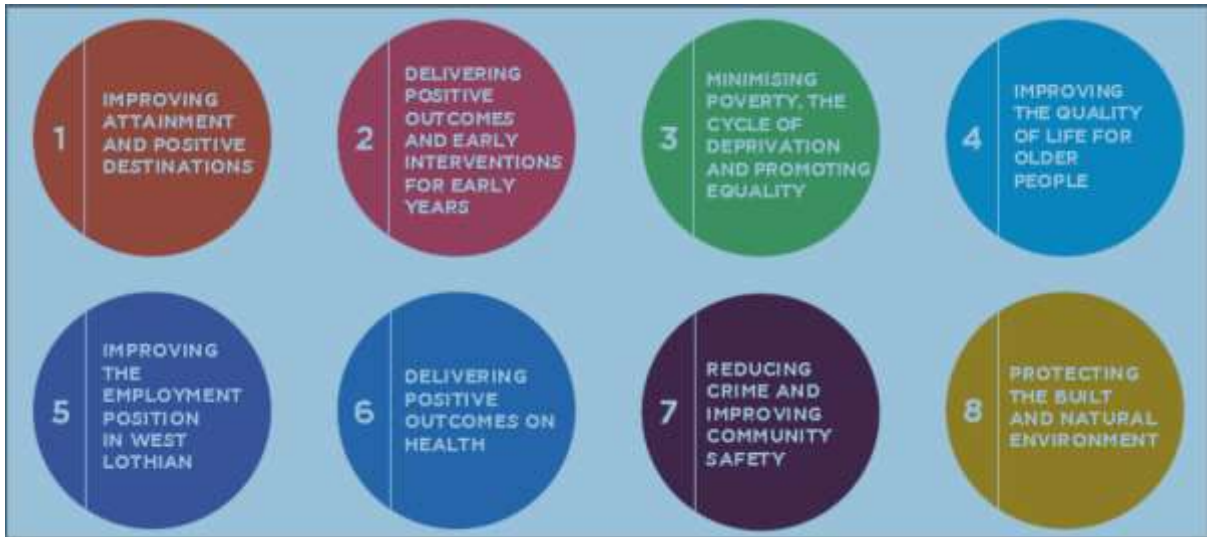 1
IMPROVING
ATTAINMENT
AND POSITIVE
DESTINATIONS
2
DELIVERING
POSITIVE
OUTCOMES
AND EARLY
INTERVENTIONS
FOR EARLY
YEARS
3
MINIMISING
POVERTY, THE
CYCLE OF
DEPRIVATION
AND PROMOTING
EQUALITY
4
IMPROVING
THE QUALITY
OF LIFE FOR
OLDER
PEOPLE
5
IMPROVING
THE
EMPLOYMENT
POSITION
IN WEST
LOTHIAN
6
DELIVERING
POSITIVE
OUTCOMES ON
HEALTH
7
REDUCING
CRIME AND
IMPROVING
COMMUNITY
SAFETY
8
PROTECTING
THE BUILT
AND NATURAL
ENVIRONMENT